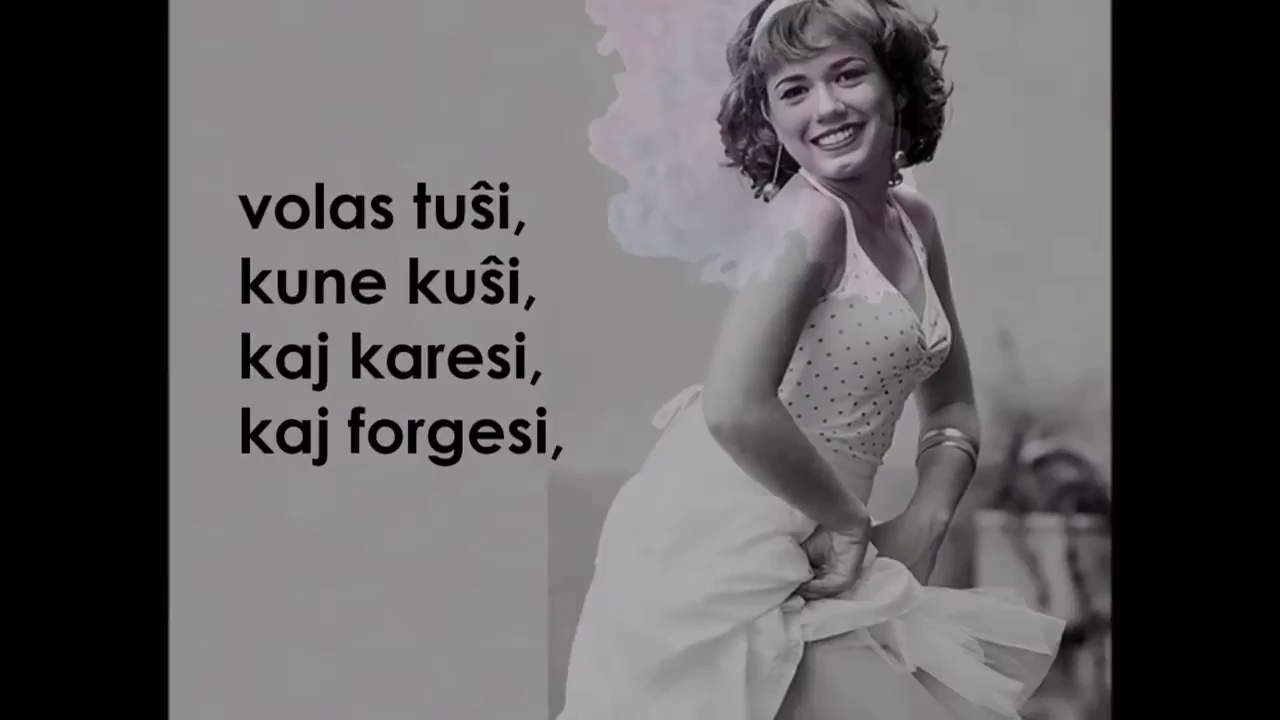 volas tuŝi,
kune kuŝi,
kaj karesi,
kaj forgesi,